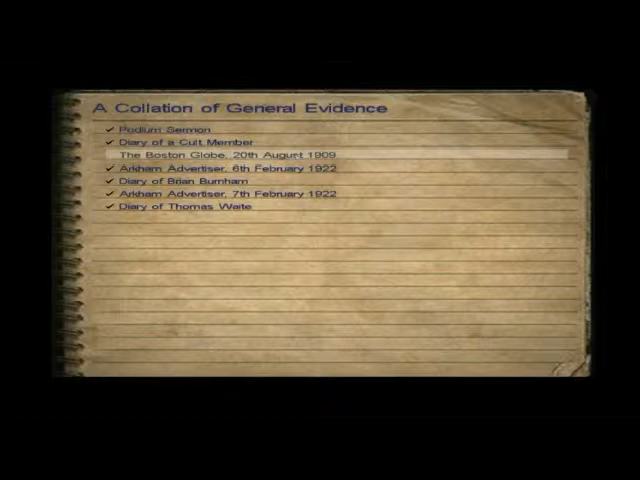 A Collation of General Evidence
✓ Podium Sermon
✓ Diary of a Cult Member
The Boston Globe, 20th August 1909
✓ Arkham Advertiser, 6th February 1922
✓ Diary of Brian Burnham
✓ Arkham Advertiser, 7th February 1922
✓ Diary of Thomas Waite